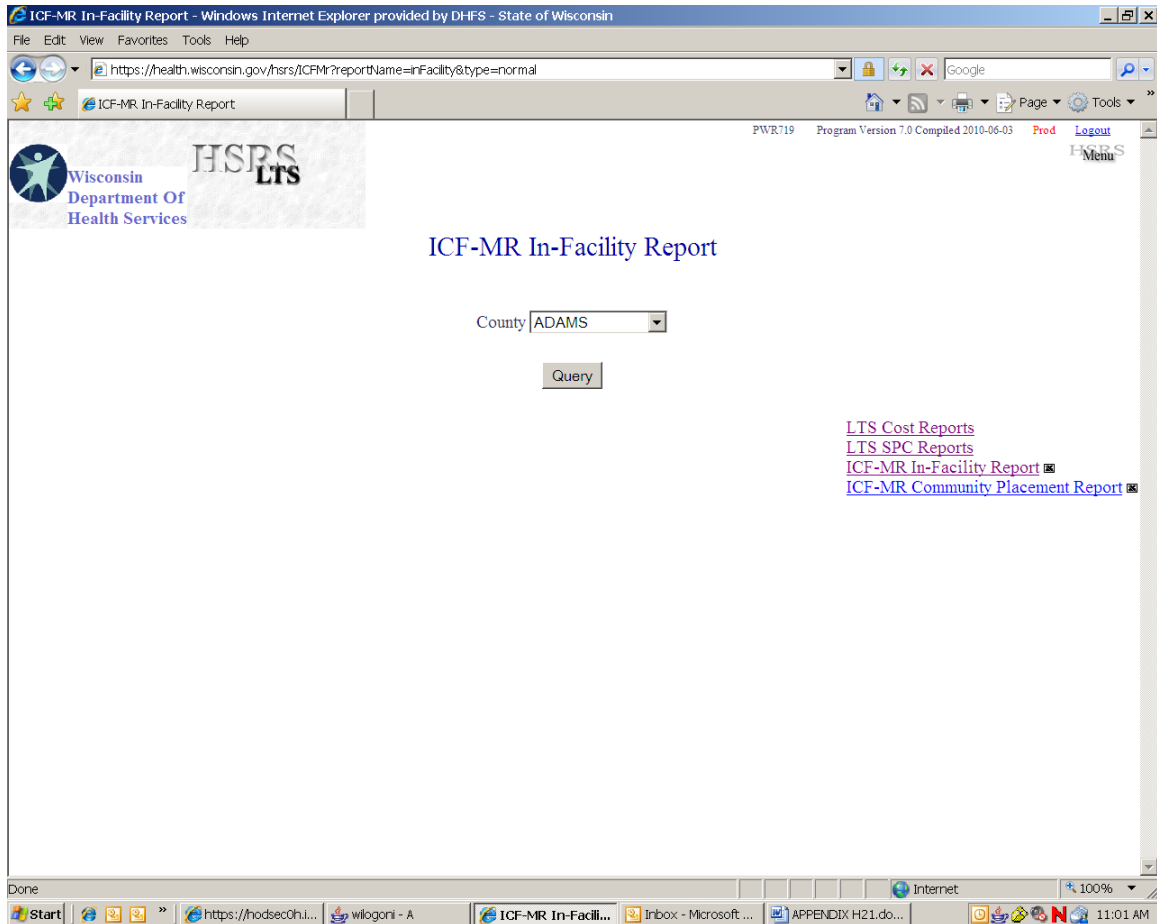 ICF-MR In-Facility Report - Windows Internet Explorer provided by DHFS - State of Wisconsin
File Edit View Favorites Tools Help
https://health.wisconsin.gov/hsrs/ICFMr?reportName=inFacility&type=normal
Google
ICF-MR In-Facility Report
Page Tools »
PWR719 Program Version 7.0 Compiled 2010-06-03 Prod Logout
HSRS
Menu
HSRS
LTS
Wisconsin
Department Of
Health Services
ICF-MR In-Facility Report
County ADAMS
Query
LTS Cost Reports
LTS SPC Reports
ICF-MR In-Facility Report
ICF-MR Community Placement Report
Done Internet 100%
Start » https://hodsec0h.i... wilogoni - A ICF-MR In-Facili... Inbox - Microsoft ... APPENDIX H21.do... 11:01 AM